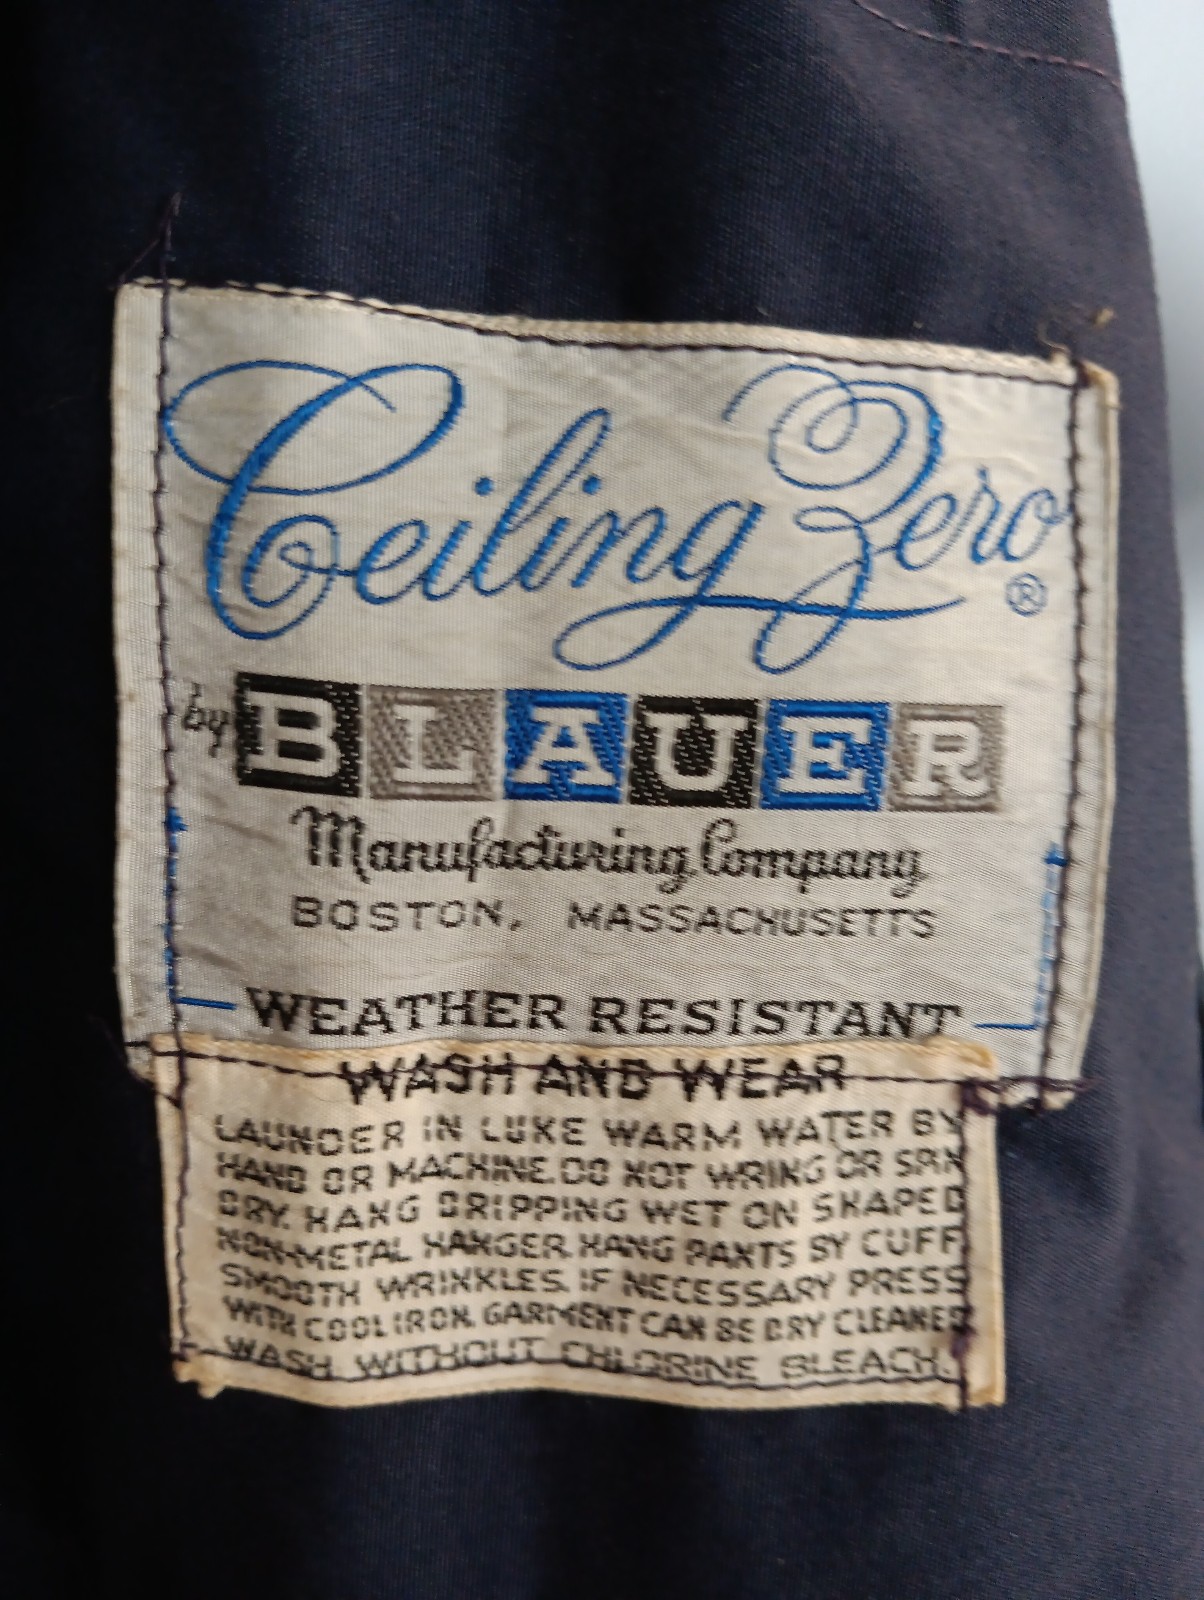 Ceiling Zero ®
by BLAUER
Manufacturing Company
BOSTON, MASSACHUSETTS
WEATHER RESISTANT
WASH AND WEAR
LAUNDER IN LUKE WARM WATER BY
HAND OR MACHINE. DO NOT WRING OR SPIN
DRY. HANG DRIPPING WET ON SHAPED
NON-METAL HANGER. HANG PANTS BY CUFF
SMOOTH WRINKLES. IF NECESSARY PRESS
WITH COOL IRON. GARMENT CAN BE DRY CLEANED
WASH WITHOUT CHLORINE BLEACH.